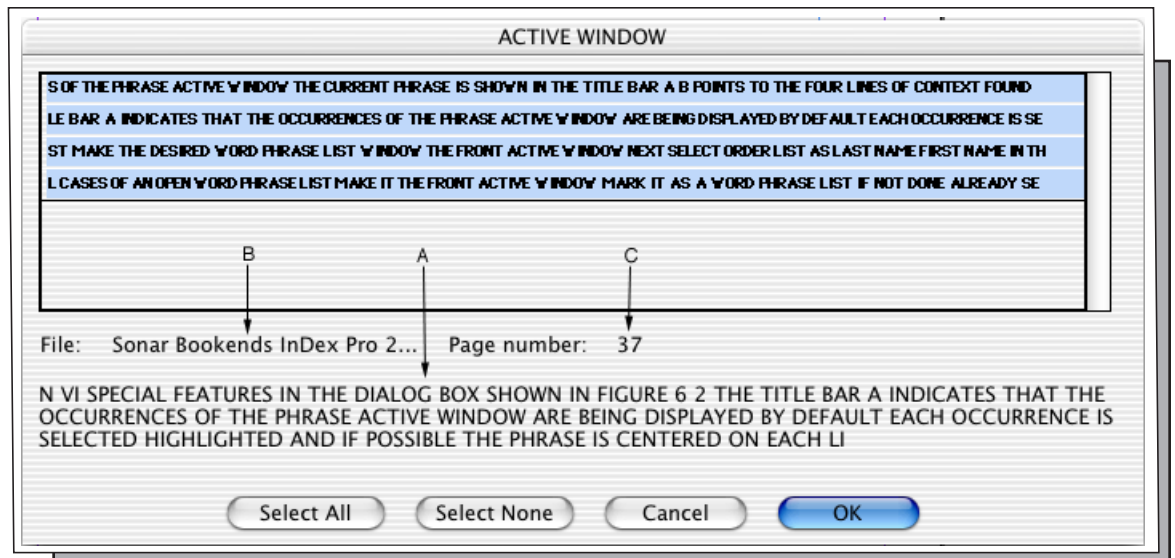 ACTIVE WINDOW
S OF THE PHRASE ACTIVE WINDOW THE CURRENT PHRASE IS SHOWN IN THE TITLE BAR A B POINTS TO THE FOUR LINES OF CONTEXT FOUND
LE BAR A INDICATES THAT THE OCCURRENCES OF THE PHRASE ACTIVE WINDOW ARE BEING DISPLAYED BY DEFAULT EACH OCCURRENCE IS SE
ST MAKE THE DESIRED WORD PHRASE LIST WINDOW THE FRONT ACTIVE WINDOW NEXT SELECT ORDER LIST AS LAST NAME FIRST NAME IN TH
L CASES OF AN OPEN WORD PHRASE LIST MAKE IT THE FRONT ACTIVE WINDOW MARK IT AS A WORD PHRASE LIST IF NOT DONE ALREADY SE
B A C
File: Sonar Bookends InDex Pro 2... Page number: 37
N VI SPECIAL FEATURES IN THE DIALOG BOX SHOWN IN FIGURE 6 2 THE TITLE BAR A INDICATES THAT THE
OCCURRENCES OF THE PHRASE ACTIVE WINDOW ARE BEING DISPLAYED BY DEFAULT EACH OCCURRENCE IS
SELECTED HIGHLIGHTED AND IF POSSIBLE THE PHRASE IS CENTERED ON EACH LI
Select All Select None Cancel OK